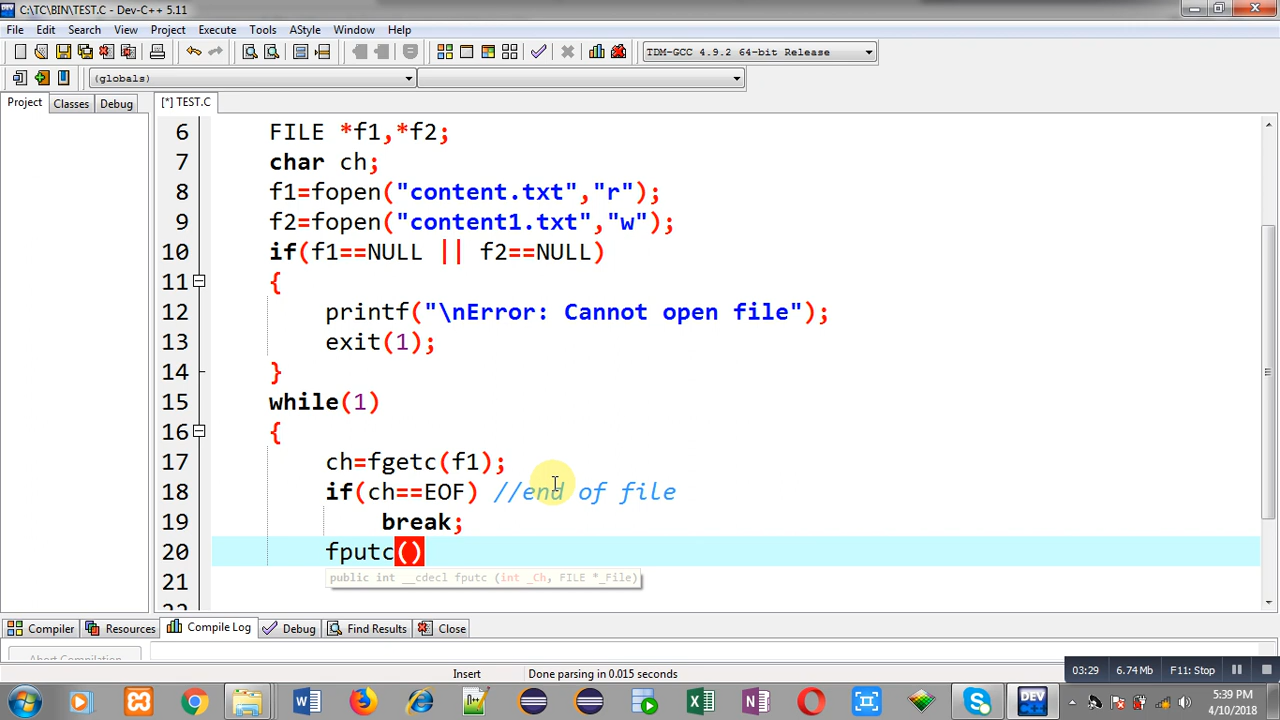 C:\TC\BIN\TEST.C - Dev-C++ 5.11
File Edit Search View Project Execute Tools AStyle Window Help
TDM-GCC 4.9.2 64-bit Release
(globals)
Project Classes Debug [*] TEST.C
6 FILE *f1,*f2;
7 char ch;
8 f1=fopen("content.txt","r");
9 f2=fopen("content1.txt","w");
10 if(f1==NULL || f2==NULL)
11 {
12 printf("\nError: Cannot open file");
13 exit(1);
14 }
15 while(1)
16 {
17 ch=fgetc(f1);
18 if(ch==EOF) //end of file
19 break;
20 fputc()
public int __cdecl fputc (int _Ch, FILE *_File)
21
22
Compiler Resources Compile Log Debug Find Results Close
Abort Compilation
Insert Done parsing in 0.015 seconds
03:29 6.74 Mb F11: Stop
5:39 PM
4/10/2018